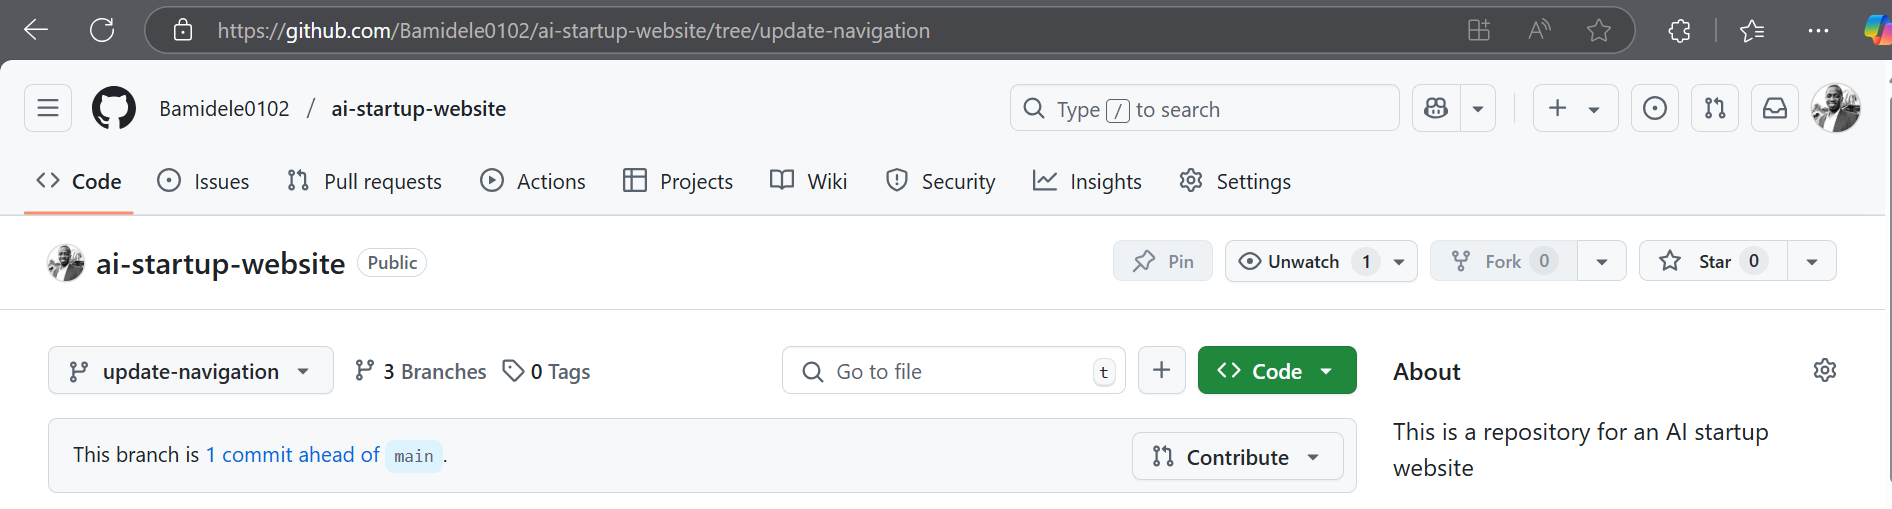 https://github.com/Bamidele0102/ai-startup-website/tree/update-navigation
Bamidele0102 / ai-startup-website
Type / to search
Code Issues Pull requests Actions Projects Wiki Security Insights Settings
ai-startup-website Public
Pin Unwatch 1 Fork 0 Star 0
update-navigation 3 Branches 0 Tags Go to file t Code About
This is a repository for an AI startup
website
This branch is 1 commit ahead of main. Contribute